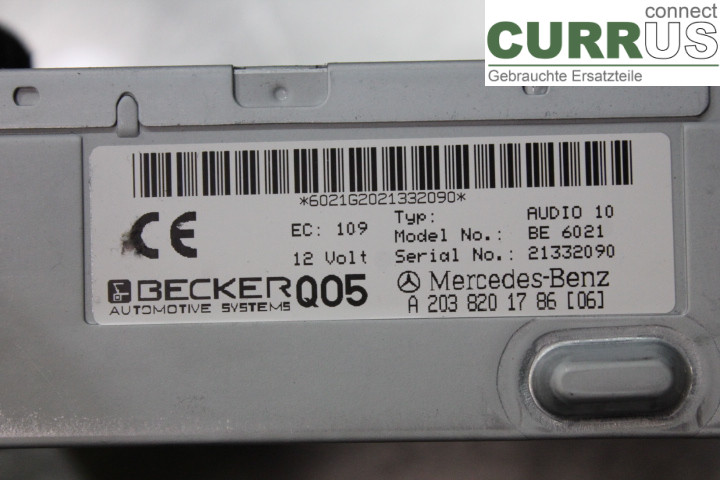 connect
CURRUS
Gebrauchte Ersatzteile
*6021G2021332090*
CE
EC: 109
12 Volt
Typ: AUDIO 10
Model No.: BE 6021
Serial No.: 21332090
BECKER
AUTOMOTIVE SYSTEMS
Q05
Mercedes-Benz
A 203 820 17 86 [06]